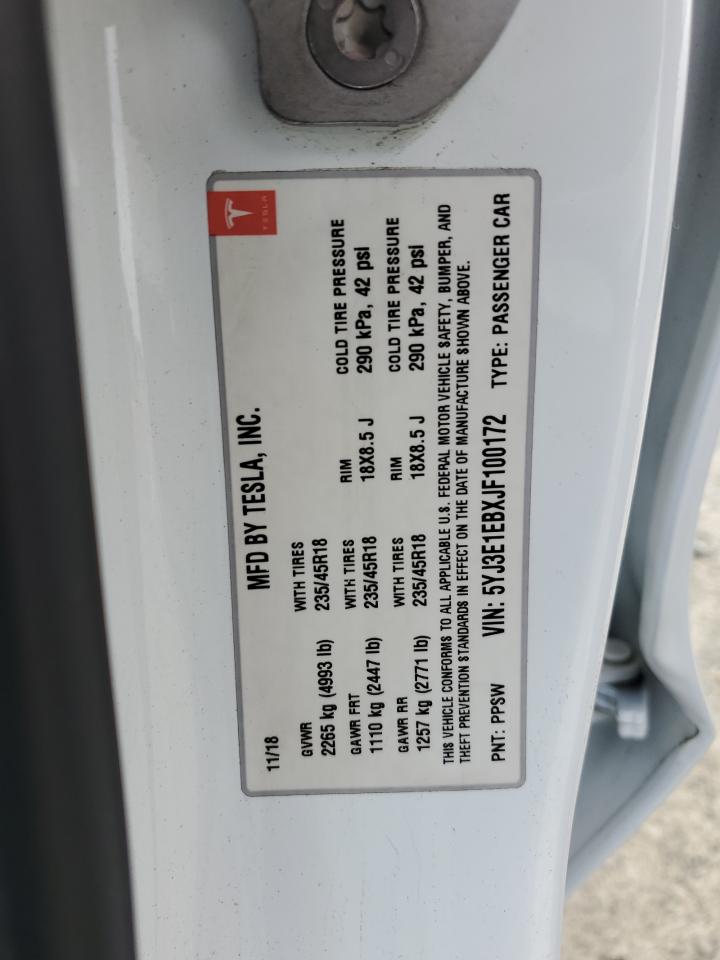 TESLA
11/18 MFD BY TESLA, INC.
GVWR WITH TIRES
2265 kg (4993 lb) 235/45R18
GAWR FRT WITH TIRES RIM COLD TIRE PRESSURE
1110 kg (2447 lb) 235/45R18 18X8.5 J 290 kPa, 42 psi
GAWR RR WITH TIRES RIM COLD TIRE PRESSURE
1257 kg (2771 lb) 235/45R18 18X8.5 J 290 kPa, 42 psi
THIS VEHICLE CONFORMS TO ALL APPLICABLE U.S. FEDERAL MOTOR VEHICLE SAFETY, BUMPER, AND
THEFT PREVENTION STANDARDS IN EFFECT ON THE DATE OF MANUFACTURE SHOWN ABOVE.
PNT: PPSW VIN: 5YJ3E1EBXJF100172 TYPE: PASSENGER CAR